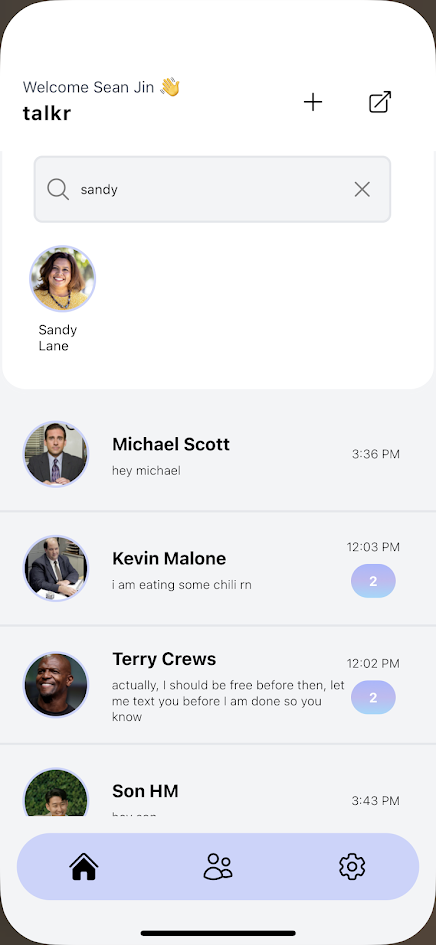 Welcome Sean Jin 👋
talkr
sandy
Sandy
Lane
Michael Scott
3:36 PM
hey michael
12:03 PM
Kevin Malone
i am eating some chili rn
2
Terry Crews
12:02 PM
actually, I should be free before then, let
me text you before I am done so you
know
2
Son HM
3:43 PM